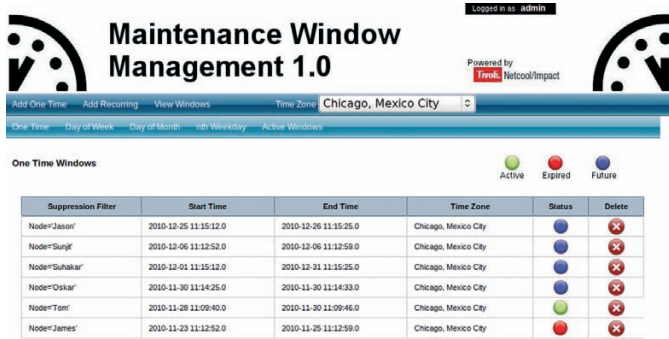 Logged in as admin
Maintenance Window
Management 1.0
Powered by
Tivoli. Netcool/Impact
Add One Time Add Recurring View Windows Time Zone Chicago, Mexico City
One Time Day of Week Day of Month nth Weekday Active Windows
One Time Windows
Active Expired Future
Suppression Filter Start Time End Time Time Zone Status Delete
Node='Jason' 2010-12-25 11:15:12.0 2010-12-26 11:15:25.0 Chicago, Mexico City
Node='Sunjit' 2010-12-06 11:12:52.0 2010-12-06 11:12:59.0 Chicago, Mexico City
Node='Suhakar' 2010-12-01 11:15:12.0 2010-12-31 11:15:25.0 Chicago, Mexico City
Node='Oskar' 2010-11-30 11:14:25.0 2010-11-30 11:14:33.0 Chicago, Mexico City
Node='Tom' 2010-11-28 11:09:40.0 2010-11-30 11:09:46.0 Chicago, Mexico City
Node='James' 2010-11-23 11:12:52.0 2010-11-25 11:12:59.0 Chicago, Mexico City